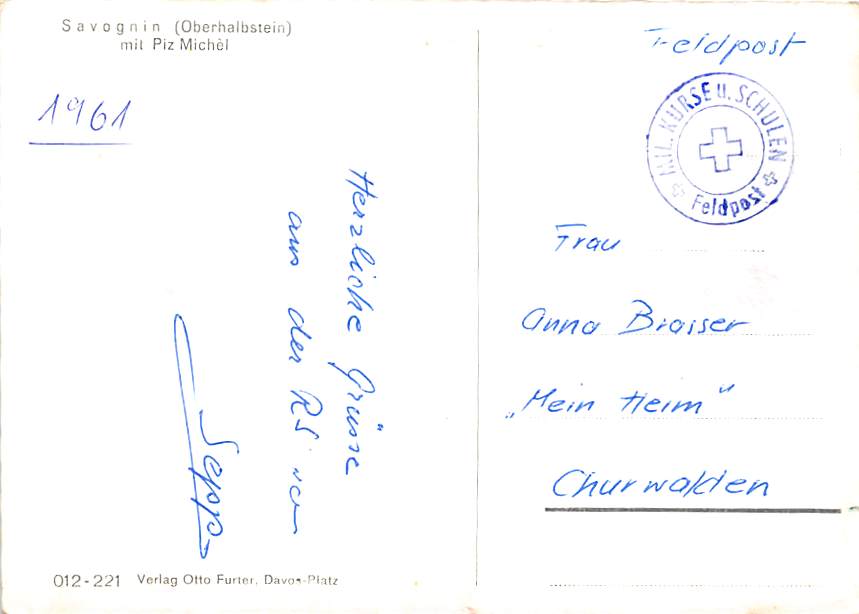 Savognin (Oberhalbstein)
mit Piz Michèl
1961
Herzliche Grüsse
aus der RS
Sepp
012-221 Verlag Otto Furter, Davos-Platz
Feldpost
MIL. KURSE u. SCHULEN
Feldpost
Frau
Anna Braiser
„Mein Heim"
Churwalden